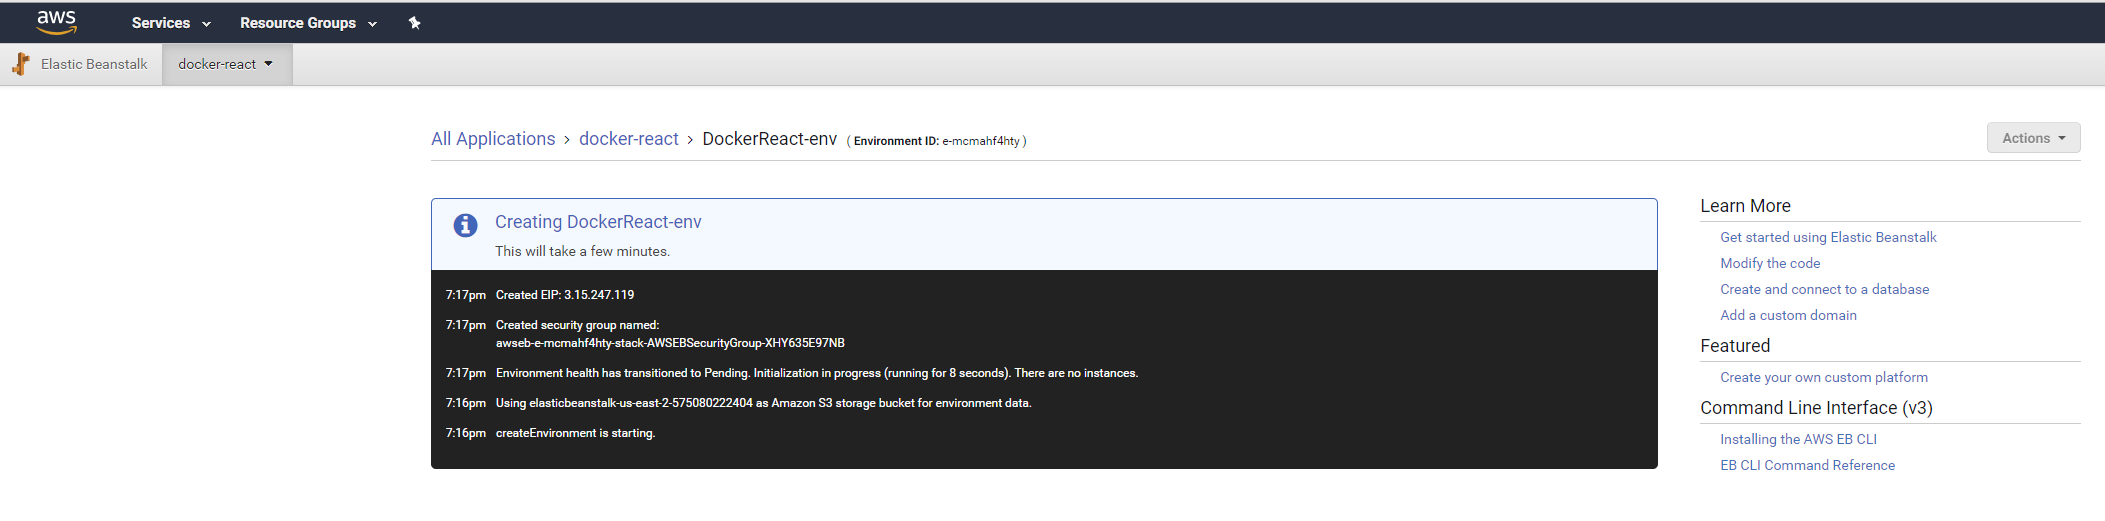 aws
Services
Resource Groups
Elastic Beanstalk
docker-react
All Applications > docker-react > DockerReact-env ( Environment ID: e-mcmahf4hty )
Actions
Creating DockerReact-env
This will take a few minutes.
7:17pm Created EIP: 3.15.247.119
7:17pm Created security group named:
awseb-e-mcmahf4hty-stack-AWSEBSecurityGroup-XHY635E97NB
7:17pm Environment health has transitioned to Pending. Initialization in progress (running for 8 seconds). There are no instances.
7:16pm Using elasticbeanstalk-us-east-2-575080222404 as Amazon S3 storage bucket for environment data.
7:16pm createEnvironment is starting.
Learn More
Get started using Elastic Beanstalk
Modify the code
Create and connect to a database
Add a custom domain
Featured
Create your own custom platform
Command Line Interface (v3)
Installing the AWS EB CLI
EB CLI Command Reference